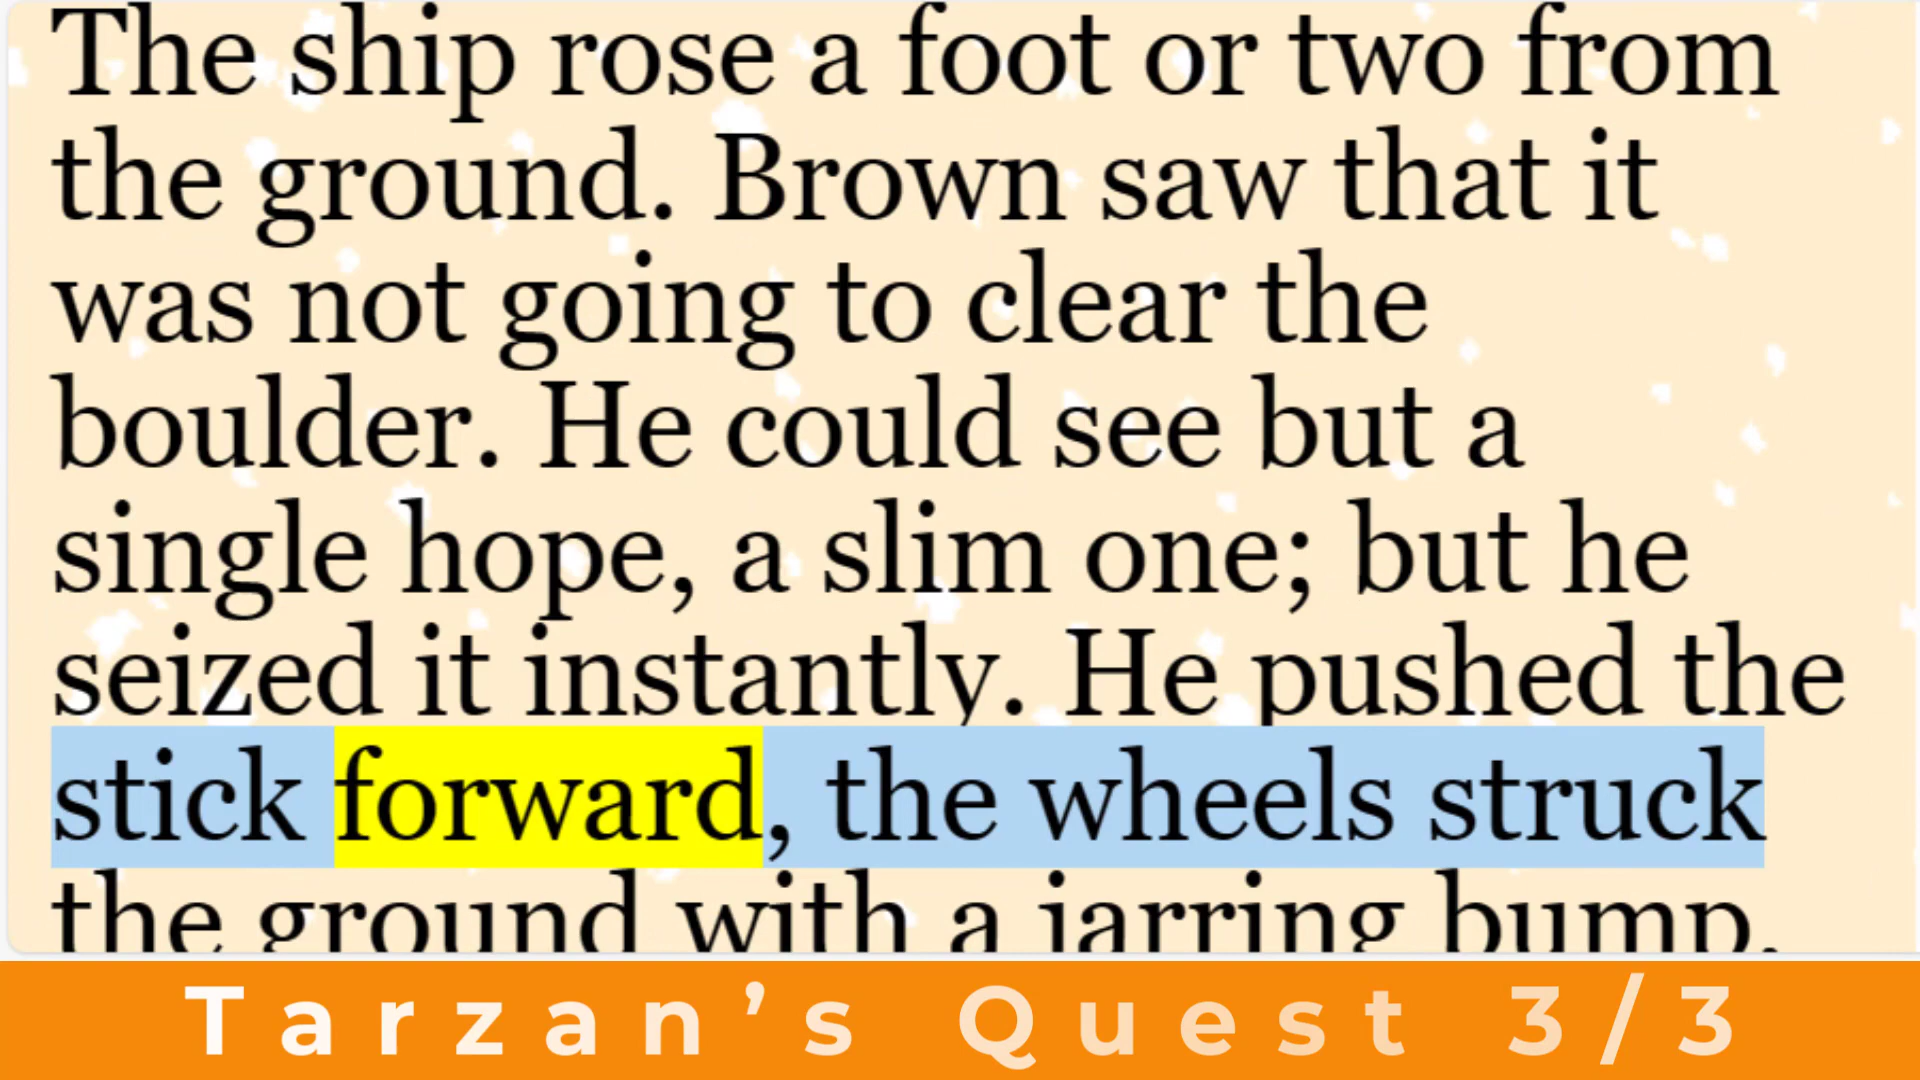 The ship rose a foot or two from
the ground. Brown saw that it
was not going to clear the
boulder. He could see but a
single hope, a slim one; but he
seized it instantly. He pushed the
stick forward, the wheels struck
the ground with a jarring bump,
Tarzan’s Quest 3/3